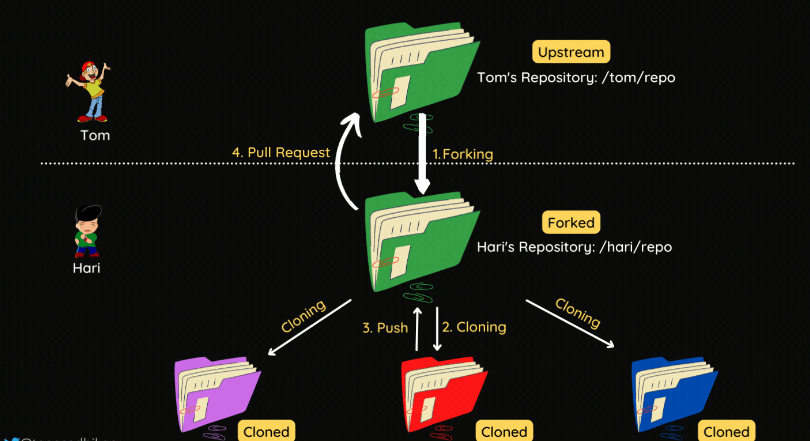 Upstream
Tom's Repository: /tom/repo
Tom
4. Pull Request
1.Forking
Forked
Hari's Repository: /hari/repo
Hari
Cloning
3. Push
2. Cloning
Cloning
Cloned
Cloned
Cloned